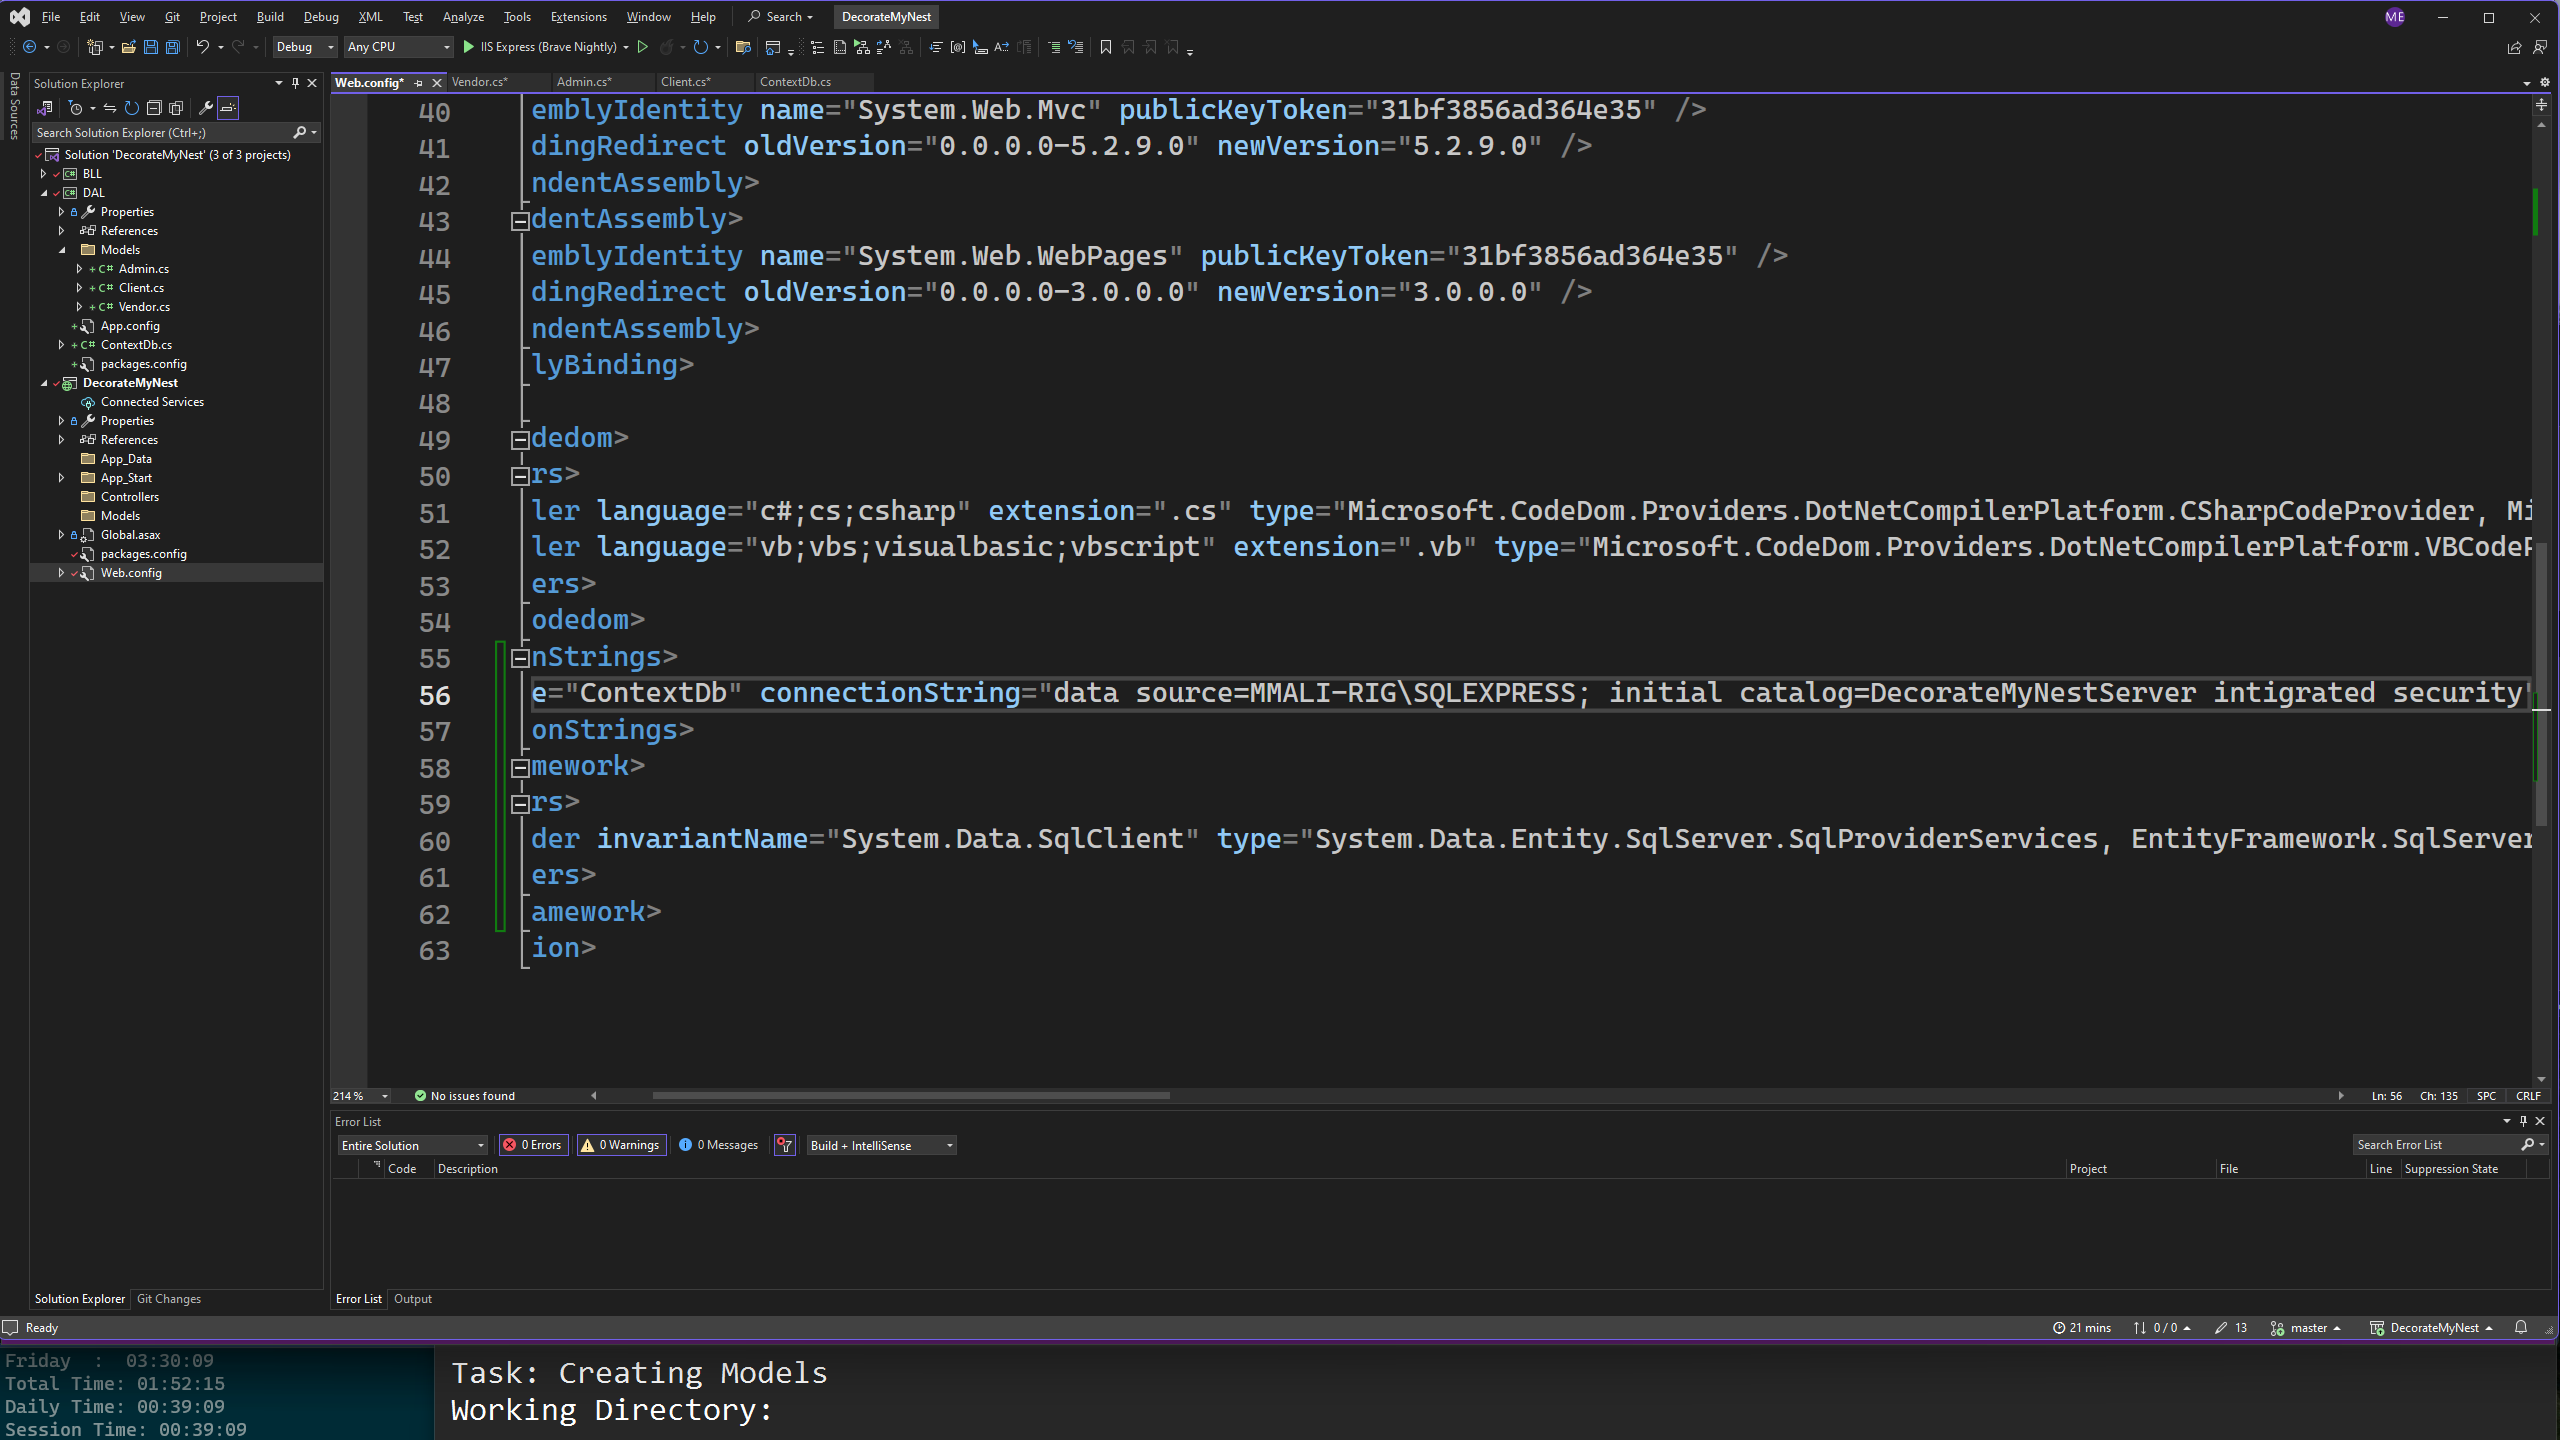 File Edit View Git Project Build Debug XML Test Analyze Tools Extensions Window Help Search DecorateMyNest ME
Debug Any CPU IIS Express (Brave Nightly)
Data Sources
Solution Explorer
Search Solution Explorer (Ctrl+;)
Solution 'DecorateMyNest' (3 of 3 projects)
BLL
DAL
Properties
References
Models
C# Admin.cs
C# Client.cs
C# Vendor.cs
App.config
C# ContextDb.cs
packages.config
DecorateMyNest
Connected Services
Properties
References
App_Data
App_Start
Controllers
Models
Global.asax
packages.config
Web.config
Solution Explorer Git Changes
Web.config* Vendor.cs* Admin.cs* Client.cs* ContextDb.cs
40 emblyIdentity name="System.Web.Mvc" publicKeyToken="31bf3856ad364e35" />
41 dingRedirect oldVersion="0.0.0.0-5.2.9.0" newVersion="5.2.9.0" />
42 ndentAssembly>
43 dentAssembly>
44 emblyIdentity name="System.Web.WebPages" publicKeyToken="31bf3856ad364e35" />
45 dingRedirect oldVersion="0.0.0.0-3.0.0.0" newVersion="3.0.0.0" />
46 ndentAssembly>
47 lyBinding>
48
49 dedom>
50 rs>
51 ler language="c#;cs;csharp" extension=".cs" type="Microsoft.CodeDom.Providers.DotNetCompilerPlatform.CSharpCodeProvider, Mi
52 ler language="vb;vbs;visualbasic;vbscript" extension=".vb" type="Microsoft.CodeDom.Providers.DotNetCompilerPlatform.VBCodeP
53 ers>
54 odedom>
55 nStrings>
56 e="ContextDb" connectionString="data source=MMALI-RIG\SQLEXPRESS; initial catalog=DecorateMyNestServer intigrated security"
57 onStrings>
58 mework>
59 rs>
60 der invariantName="System.Data.SqlClient" type="System.Data.Entity.SqlServer.SqlProviderServices, EntityFramework.SqlServer
61 ers>
62 amework>
63 ion>
214 % No issues found Ln: 56 Ch: 135 SPC CRLF
Error List
Entire Solution 0 Errors 0 Warnings 0 Messages Build + IntelliSense Search Error List
Code Description Project File Line Suppression State
Error List Output
Ready 21 mins 0 / 0 13 master DecorateMyNest
Friday : 03:30:09
Total Time: 01:52:15
Daily Time: 00:39:09
Session Time: 00:39:09
Task: Creating Models
Working Directory: